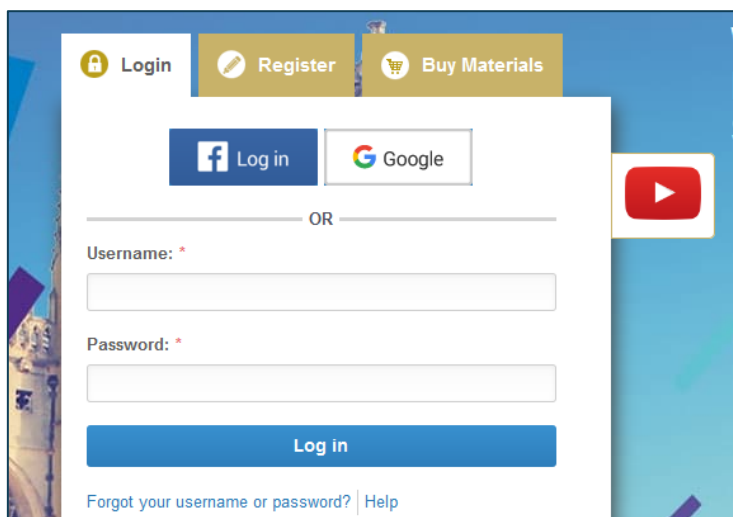 Login Register Buy Materials
f Log in G Google
OR
Username: *
Password: *
Log in
Forgot your username or password? Help